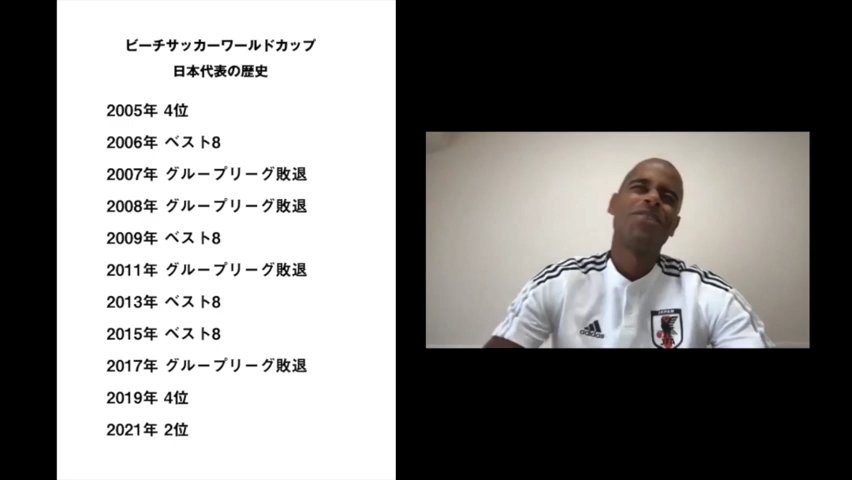 ビーチサッカーワールドカップ
日本代表の歴史
2005年 4位
2006年 ベスト8
2007年 グループリーグ敗退
2008年 グループリーグ敗退
2009年 ベスト8
2011年 グループリーグ敗退
2013年 ベスト8
2015年 ベスト8
2017年 グループリーグ敗退
2019年 4位
2021年 2位
adidas
JAPAN
JFA